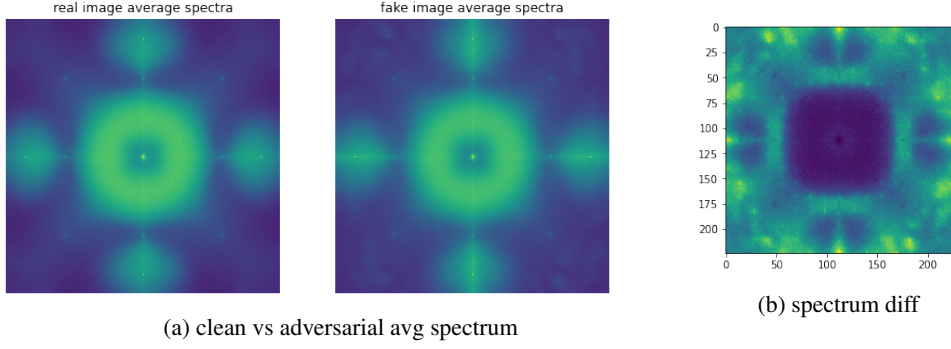 real image average spectra
fake image average spectra
0
25
50
75
100
125
150
175
200
0 50 100 150 200
(a) clean vs adversarial avg spectrum
(b) spectrum diff